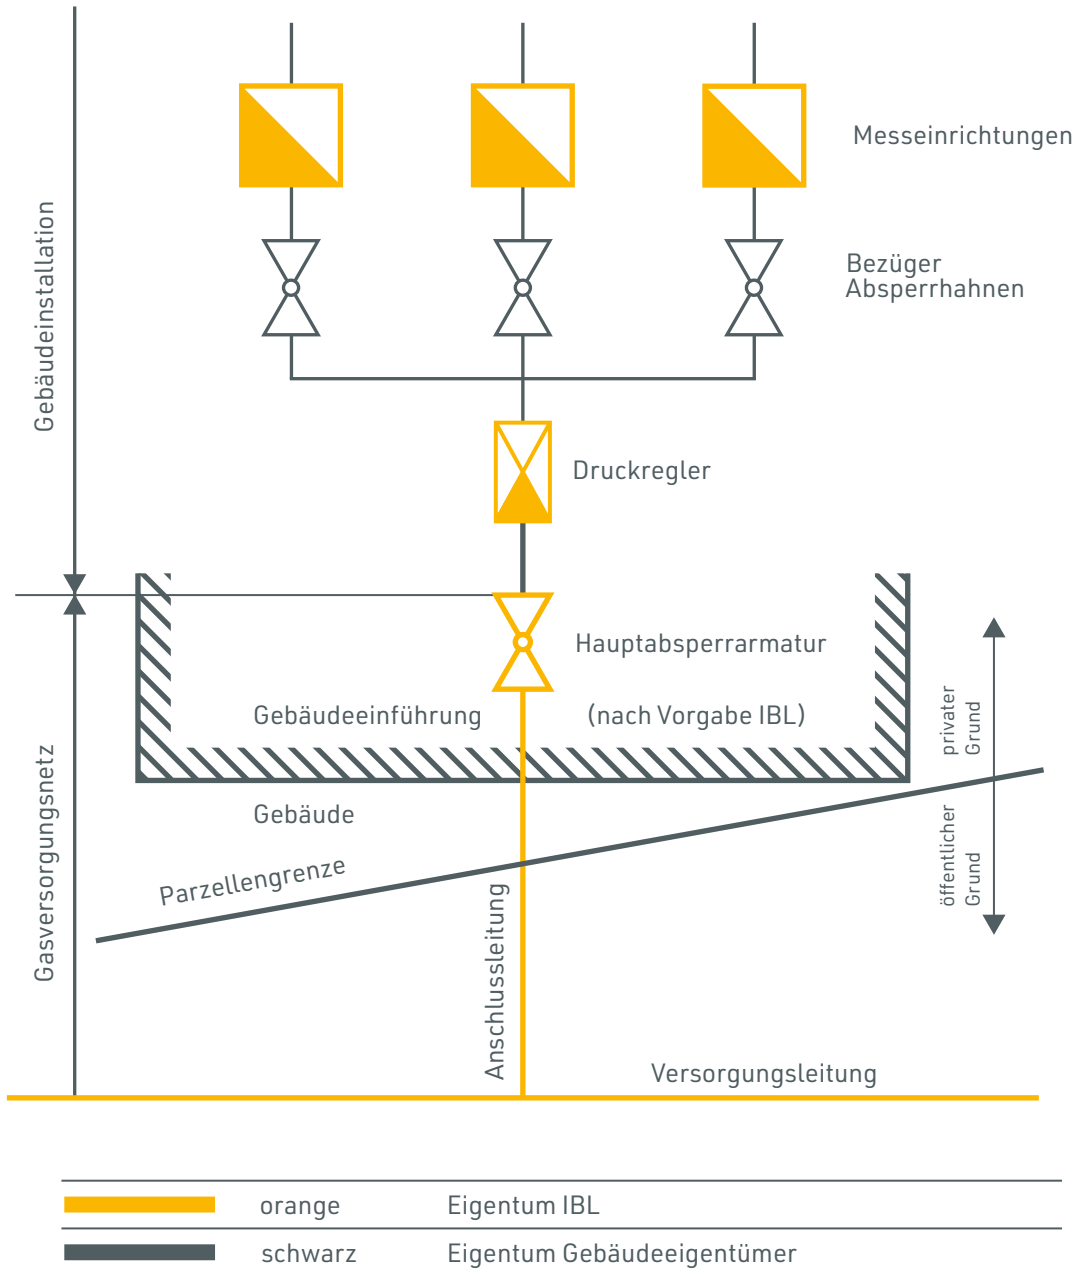 Messeinrichtungen
Bezüger
Absperrhahnen
Gebäudeinstallation
Druckregler
Hauptabsperrarmatur
Gebäudeeinführung
(nach Vorgabe IBL)
privater
Grund
Gasversorgungsnetz
Gebäude
öffentlicher
Grund
Parzellengrenze
Anschlussleitung
Versorgungsleitung
orange Eigentum IBL
schwarz Eigentum Gebäudeeigentümer